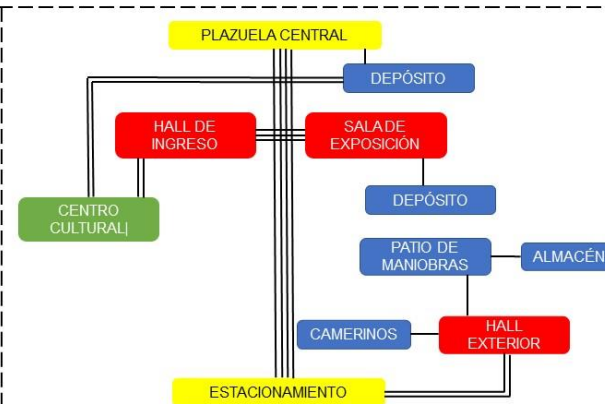 PLAZUELA CENTRAL
DEPÓSITO
HALL DE
INGRESO
SALA DE
EXPOSICIÓN
DEPÓSITO
CENTRO
CULTURAL|
PATIO DE
MANIOBRAS
ALMACÉN
CAMERINOS
HALL
EXTERIOR
ESTACIONAMIENTO